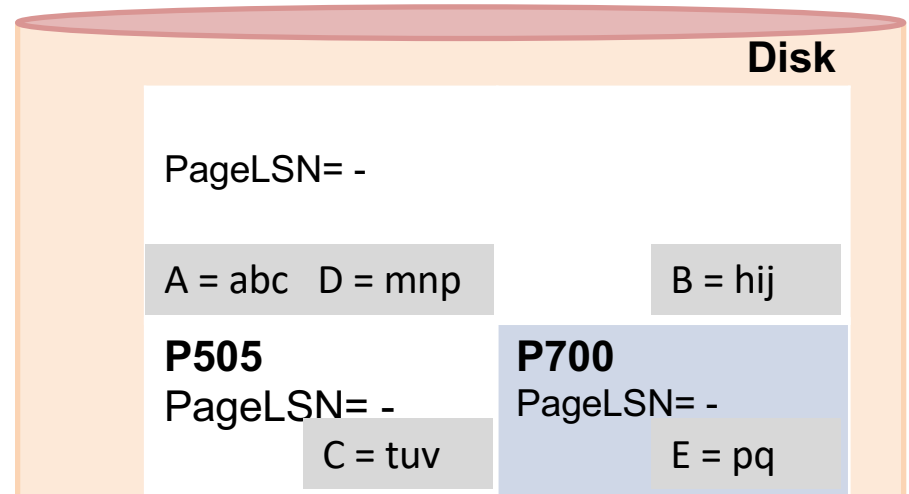 Disk
PageLSN= -
A = abc D = mnp
B = hij
P505
PageLSN= -
C = tuv
P700
PageLSN= -
E = pq